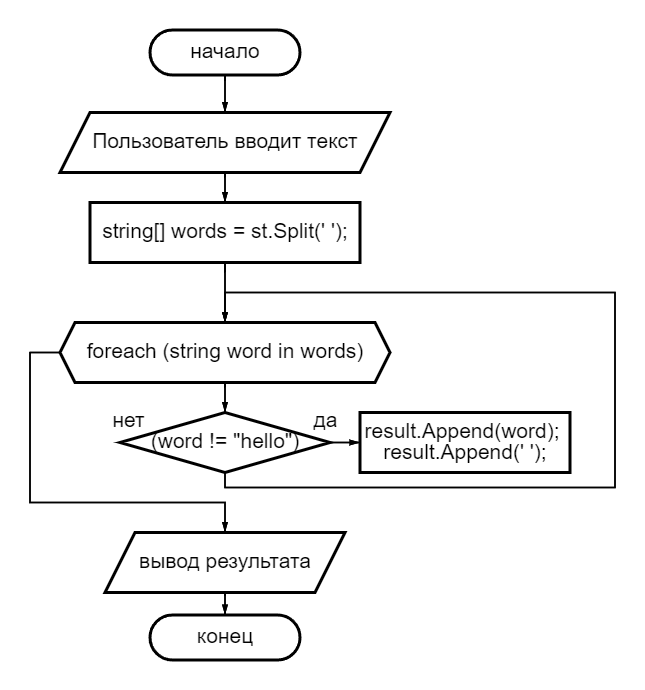 начало
Пользователь вводит текст
string[] words = st.Split(' ');
foreach (string word in words)
нет
да
(word != "hello")
result.Append(word);
result.Append(' ');
вывод результата
конец